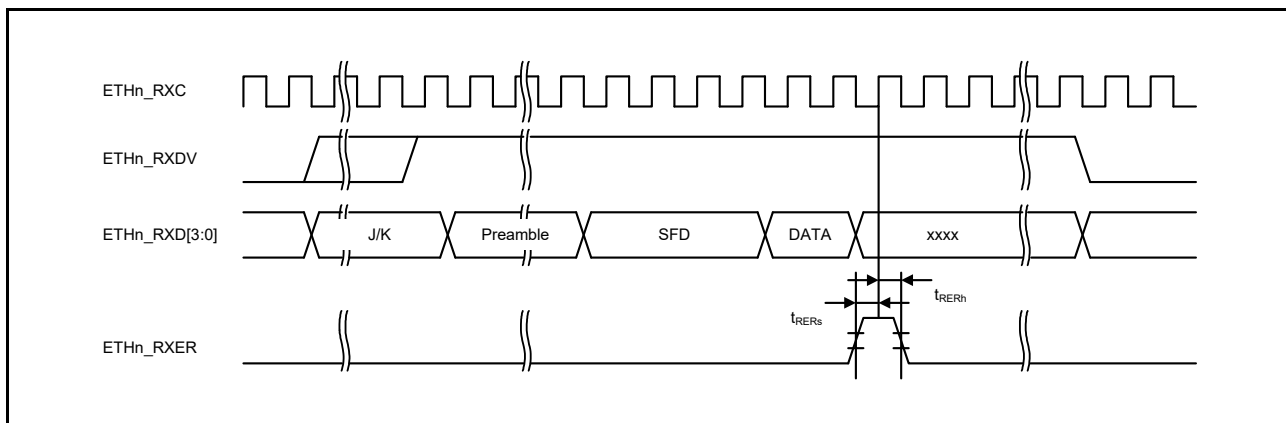 ETHn_RXC
ETHn_RXDV
ETHn_RXD[3:0]
J/K
Preamble
SFD
DATA
xxxx
tRERh
tRERs
ETHn_RXER